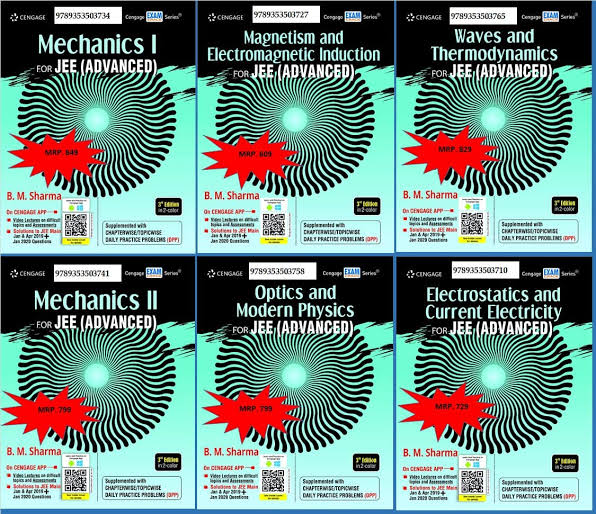 CENGAGE
9789353503734
Cengage EXAM Series®
Mechanics I
FOR JEE (ADVANCED)
MRP. 849
B. M. Sharma
On CENGAGE APP
Video Lectures on difficult
topics and Assessments
Solutions to JEE Main
Jan & Apr 2019 +
Jan 2020 Questions
3rd Edition
in 2-color
Supplemented with
CHAPTERWISE/TOPICWISE
DAILY PRACTICE PROBLEMS (DPP)
CENGAGE
9789353503727
Cengage EXAM Series®
Magnetism and
Electromagnetic Induction
FOR JEE (ADVANCED)
MRP. 609
B. M. Sharma
On CENGAGE APP
Video Lectures on difficult
topics and Assessments
Solutions to JEE Main
Jan & Apr 2019 +
Jan 2020 Questions
3rd Edition
in 2-color
Supplemented with
CHAPTERWISE/TOPICWISE
DAILY PRACTICE PROBLEMS (DPP)
CENGAGE
9789353503765
Cengage EXAM Series®
Waves and
Thermodynamics
FOR JEE (ADVANCED)
MRP. 829
B. M. Sharma
On CENGAGE APP
Video Lectures on difficult
topics and Assessments
Solutions to JEE Main
Jan & Apr 2019 +
Jan 2020 Questions
3rd Edition
in 2-color
Supplemented with
CHAPTERWISE/TOPICWISE
DAILY PRACTICE PROBLEMS (DPP)
CENGAGE
9789353503741
Cengage EXAM Series®
Mechanics II
FOR JEE (ADVANCED)
MRP. 799
B. M. Sharma
On CENGAGE APP
Video Lectures on difficult
topics and Assessments
Solutions to JEE Main
Jan & Apr 2019 +
Jan 2020 Questions
3rd Edition
in 2-color
Supplemented with
CHAPTERWISE/TOPICWISE
DAILY PRACTICE PROBLEMS (DPP)
CENGAGE
9789353503758
Cengage EXAM Series®
Optics and
Modern Physics
FOR JEE (ADVANCED)
MRP. 799
B. M. Sharma
On CENGAGE APP
Video Lectures on difficult
topics and Assessments
Solutions to JEE Main
Jan & Apr 2019 +
Jan 2020 Questions
3rd Edition
in 2-color
Supplemented with
CHAPTERWISE/TOPICWISE
DAILY PRACTICE PROBLEMS (DPP)
CENGAGE
9789353503710
Cengage EXAM Series®
Electrostatics and
Current Electricity
FOR JEE (ADVANCED)
MRP. 729
B. M. Sharma
On CENGAGE APP
Video Lectures on difficult
topics and Assessments
Solutions to JEE Main
Jan & Apr 2019 +
Jan 2020 Questions
3rd Edition
in 2-color
Supplemented with
CHAPTERWISE/TOPICWISE
DAILY PRACTICE PROBLEMS (DPP)